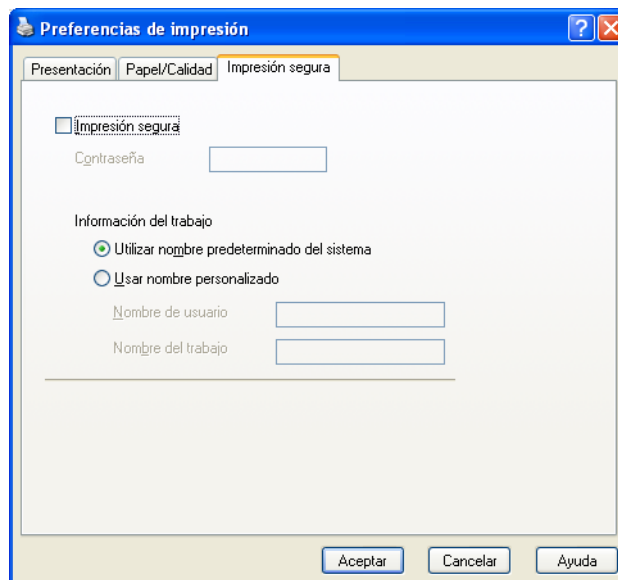 Preferencias de impresión
Presentación Papel/Calidad Impresión segura
Impresión segura
Contraseña
Información del trabajo
Utilizar nombre predeterminado del sistema
Usar nombre personalizado
Nombre de usuario
Nombre del trabajo
Aceptar Cancelar Ayuda